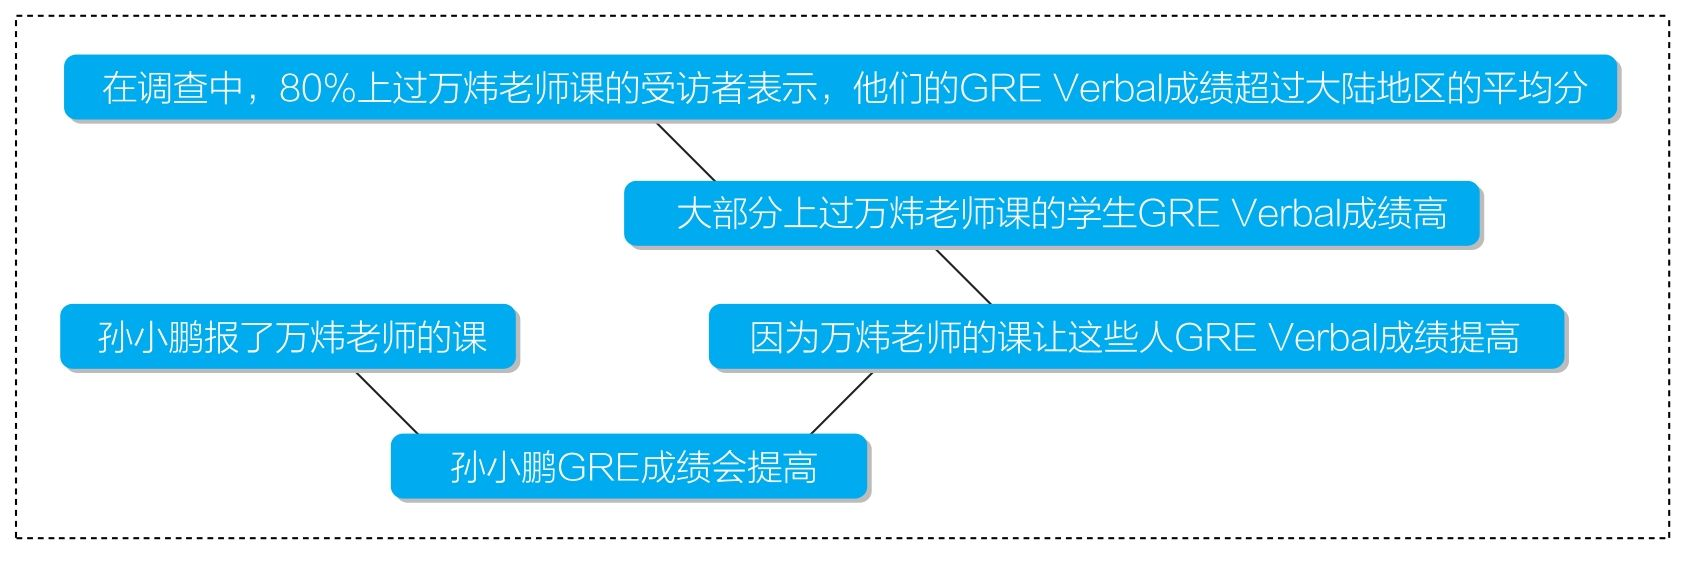 在调查中，80%上过万炜老师课的受访者表示，他们的GRE Verbal成绩超过大陆地区的平均分
大部分上过万炜老师课的学生GRE Verbal成绩高
孙小鹏报了万炜老师的课
因为万炜老师的课让这些人GRE Verbal成绩提高
孙小鹏GRE成绩会提高